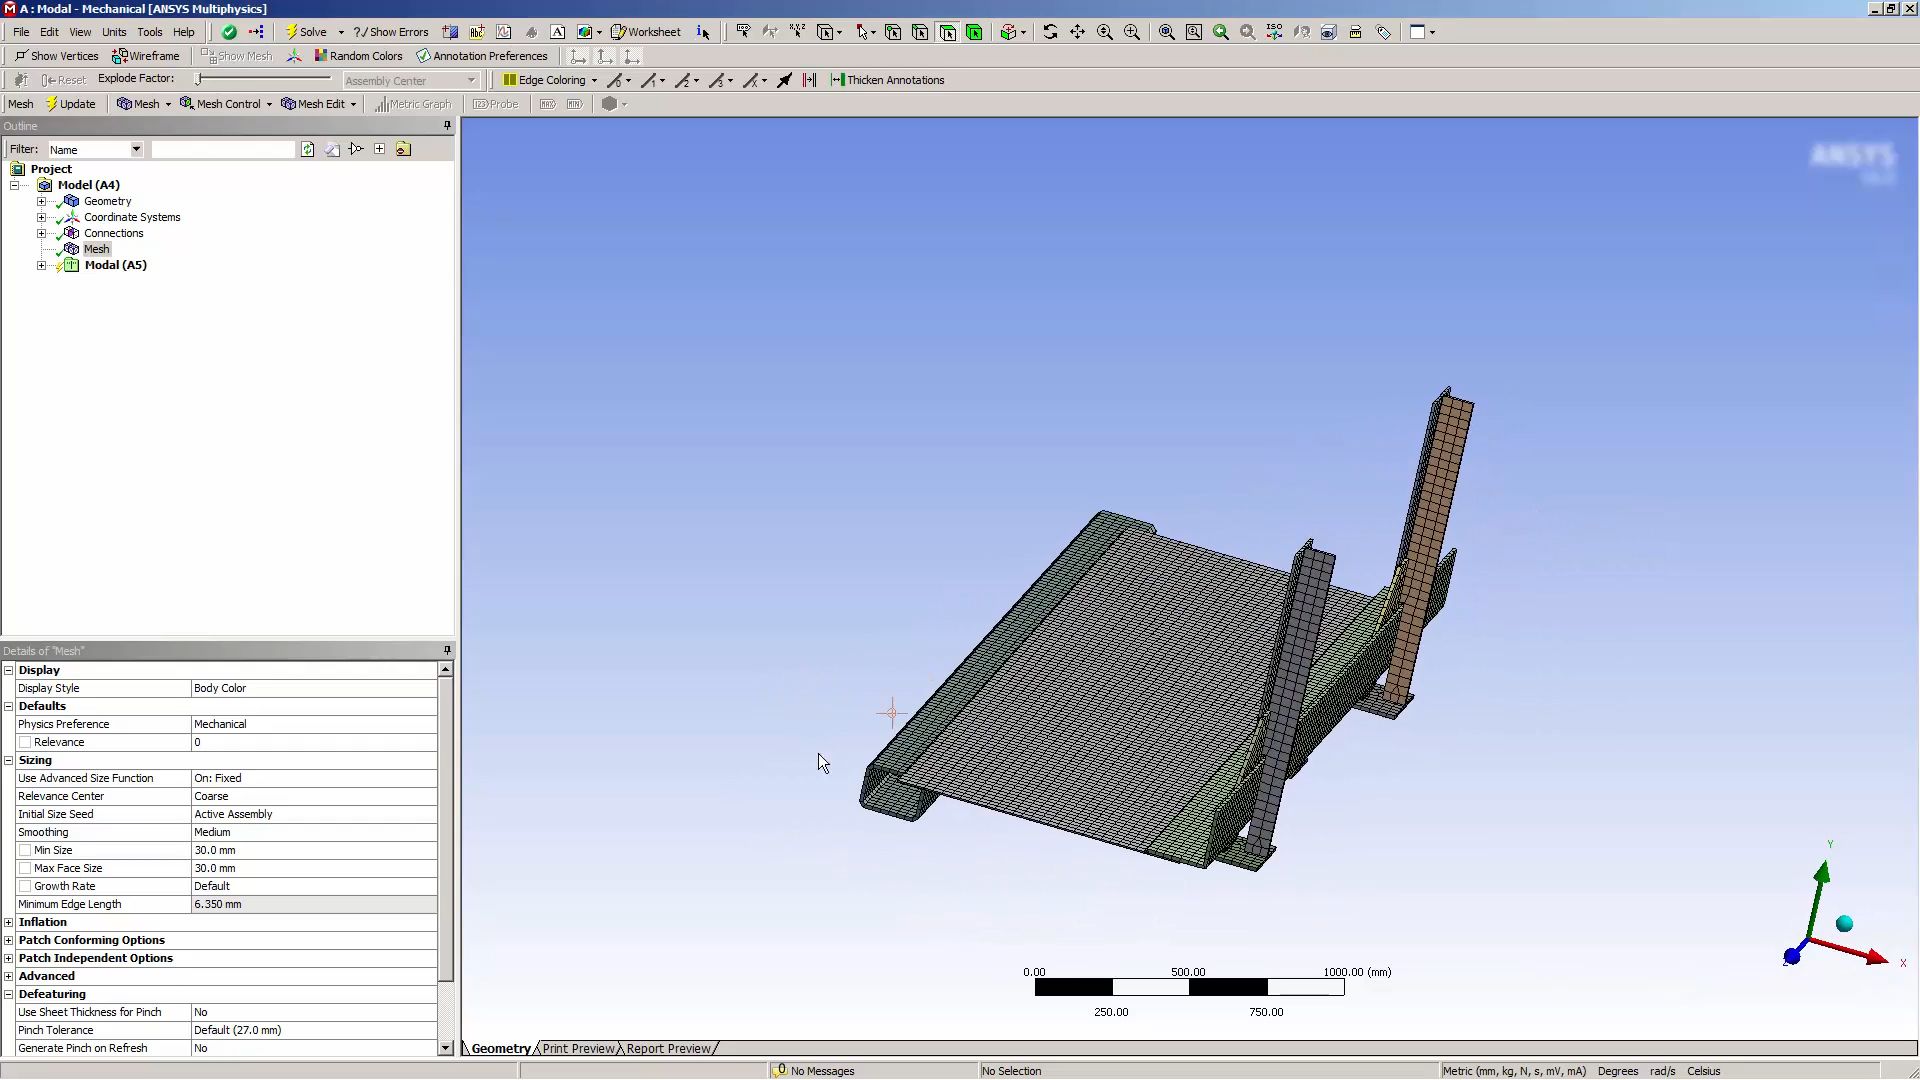 A : Modal - Mechanical [ANSYS Multiphysics]
File Edit View Units Tools Help Solve ?/ Show Errors Worksheet
Show Vertices Wireframe Show Mesh Random Colors Annotation Preferences
Reset Explode Factor: Assembly Center Edge Coloring Thicken Annotations
Mesh Update Mesh Mesh Control Mesh Edit Metric Graph Probe
Outline
Filter: Name
Project
Model (A4)
Geometry
Coordinate Systems
Connections
Mesh
Modal (A5)
ANSYS
Details of "Mesh"
Display
Display Style Body Color
Defaults
Physics Preference Mechanical
Relevance 0
Sizing
Use Advanced Size Function On: Fixed
Relevance Center Coarse
Initial Size Seed Active Assembly
Smoothing Medium
Min Size 30.0 mm
Max Face Size 30.0 mm
Growth Rate Default
Minimum Edge Length 6.350 mm
Inflation
Patch Conforming Options
Patch Independent Options
Advanced
Defeaturing
Use Sheet Thickness for Pinch No
Pinch Tolerance Default (27.0 mm)
Generate Pinch on Refresh No
0.00 500.00 1000.00 (mm)
250.00 750.00
Y
X
Z
Geometry Print Preview Report Preview
No Messages No Selection Metric (mm, kg, N, s, mV, mA) Degrees rad/s Celsius